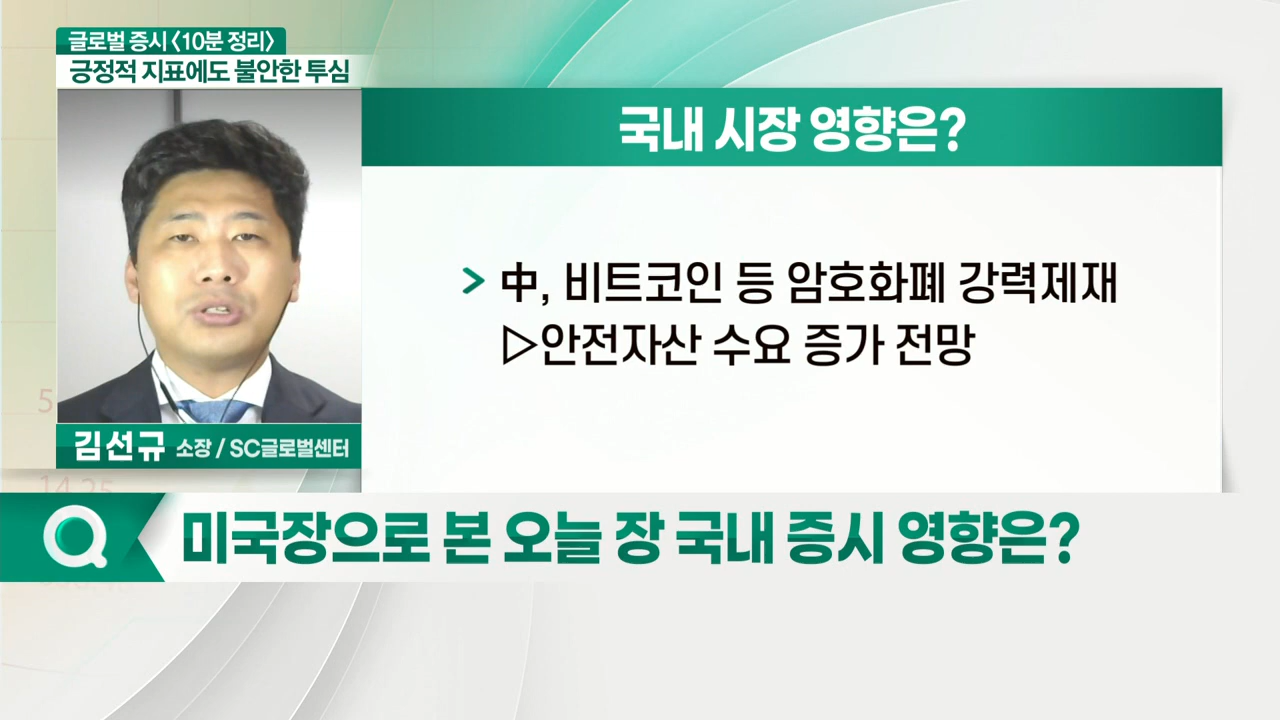 글로벌 증시 <10분 정리>
긍정적 지표에도 불안한 투심
국내 시장 영향은?
> 中, 비트코인 등 암호화폐 강력제재
▷안전자산 수요 증가 전망
김선규 소장 / SC글로벌센터
미국장으로 본 오늘 장 국내 증시 영향은?